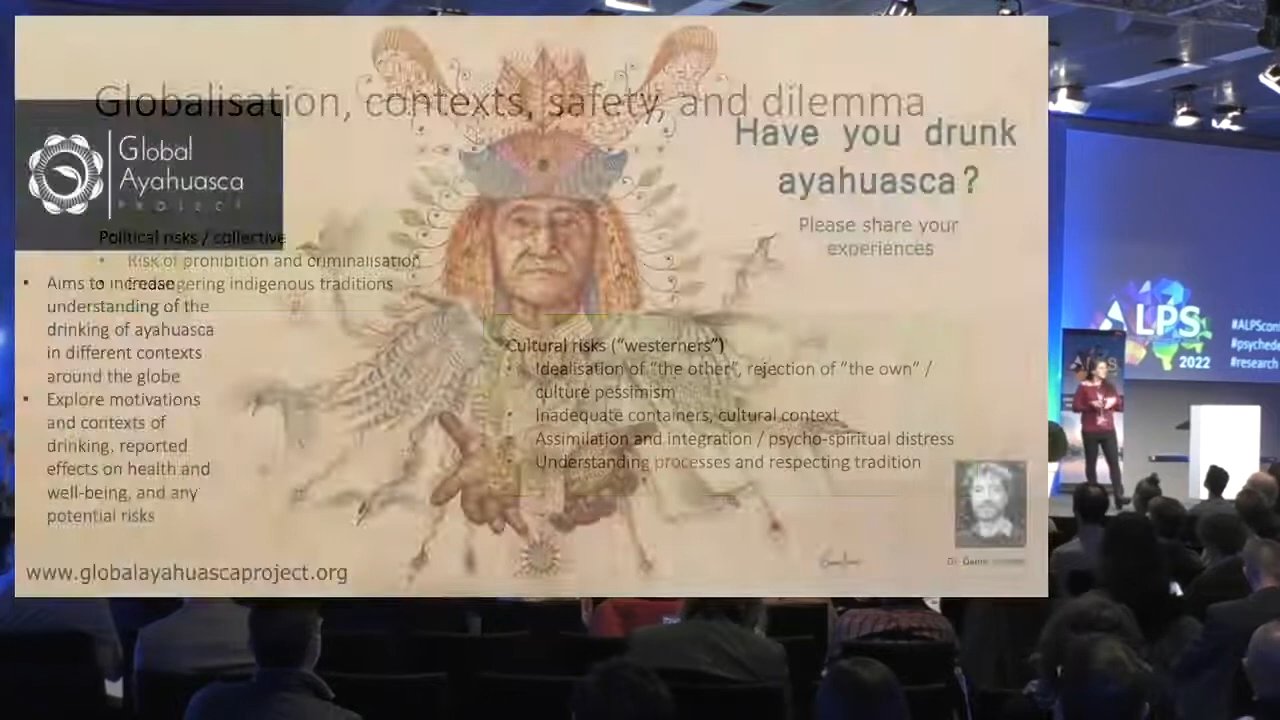 Globalisation, contexts, safety, and dilemma
Have you drunk
ayahuasca?
Please share your
experiences
Global
Ayahuasca
PROJECT
Political risks / collective
• Risk of prohibition and criminalisation
• Endangering indigenous traditions
• Aims to increase
understanding of the
drinking of ayahuasca
in different contexts
around the globe
• Explore motivations
and contexts of
drinking, reported
effects on health and
well-being, and any
potential risks
www.globalayahuascaproject.org
Cultural risks (“westerners”)
• Idealisation of “the other”, rejection of “the own” /
culture pessimism
• Inadequate containers, cultural context
• Assimilation and integration / psycho-spiritual distress
• Understanding processes and respecting tradition
Dr.
ALPS
2022
#ALPScon
#psychede
#research
ALPS